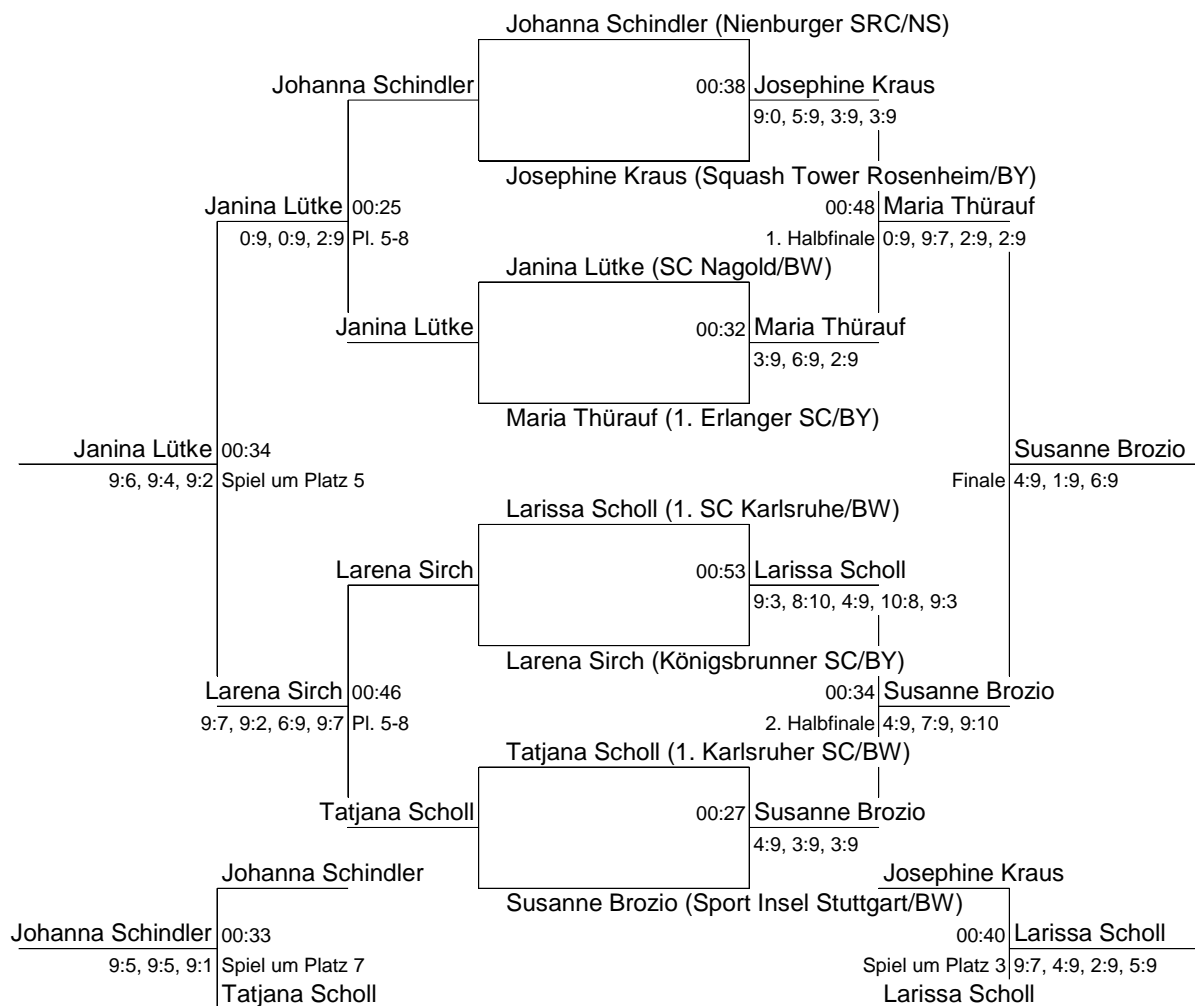 Johanna Schindler (Nienburger SRC/NS)
Johanna Schindler 00:38 Josephine Kraus
9:0, 5:9, 3:9, 3:9
Josephine Kraus (Squash Tower Rosenheim/BY)
Janina Lütke 00:25 00:48 Maria Thürauf
0:9, 0:9, 2:9 Pl. 5-8 1. Halbfinale 0:9, 9:7, 2:9, 2:9
Janina Lütke (SC Nagold/BW)
Janina Lütke 00:32 Maria Thürauf
3:9, 6:9, 2:9
Maria Thürauf (1. Erlanger SC/BY)
Janina Lütke 00:34 Susanne Brozio
9:6, 9:4, 9:2 Spiel um Platz 5 Finale 4:9, 1:9, 6:9
Larissa Scholl (1. SC Karlsruhe/BW)
Larena Sirch 00:53 Larissa Scholl
9:3, 8:10, 4:9, 10:8, 9:3
Larena Sirch (Königsbrunner SC/BY)
Larena Sirch 00:46 00:34 Susanne Brozio
9:7, 9:2, 6:9, 9:7 Pl. 5-8 2. Halbfinale 4:9, 7:9, 9:10
Tatjana Scholl (1. Karlsruher SC/BW)
Tatjana Scholl 00:27 Susanne Brozio
4:9, 3:9, 3:9
Johanna Schindler Josephine Kraus
Susanne Brozio (Sport Insel Stuttgart/BW)
Johanna Schindler 00:33 00:40 Larissa Scholl
9:5, 9:5, 9:1 Spiel um Platz 7 Spiel um Platz 3 9:7, 4:9, 2:9, 5:9
Tatjana Scholl Larissa Scholl